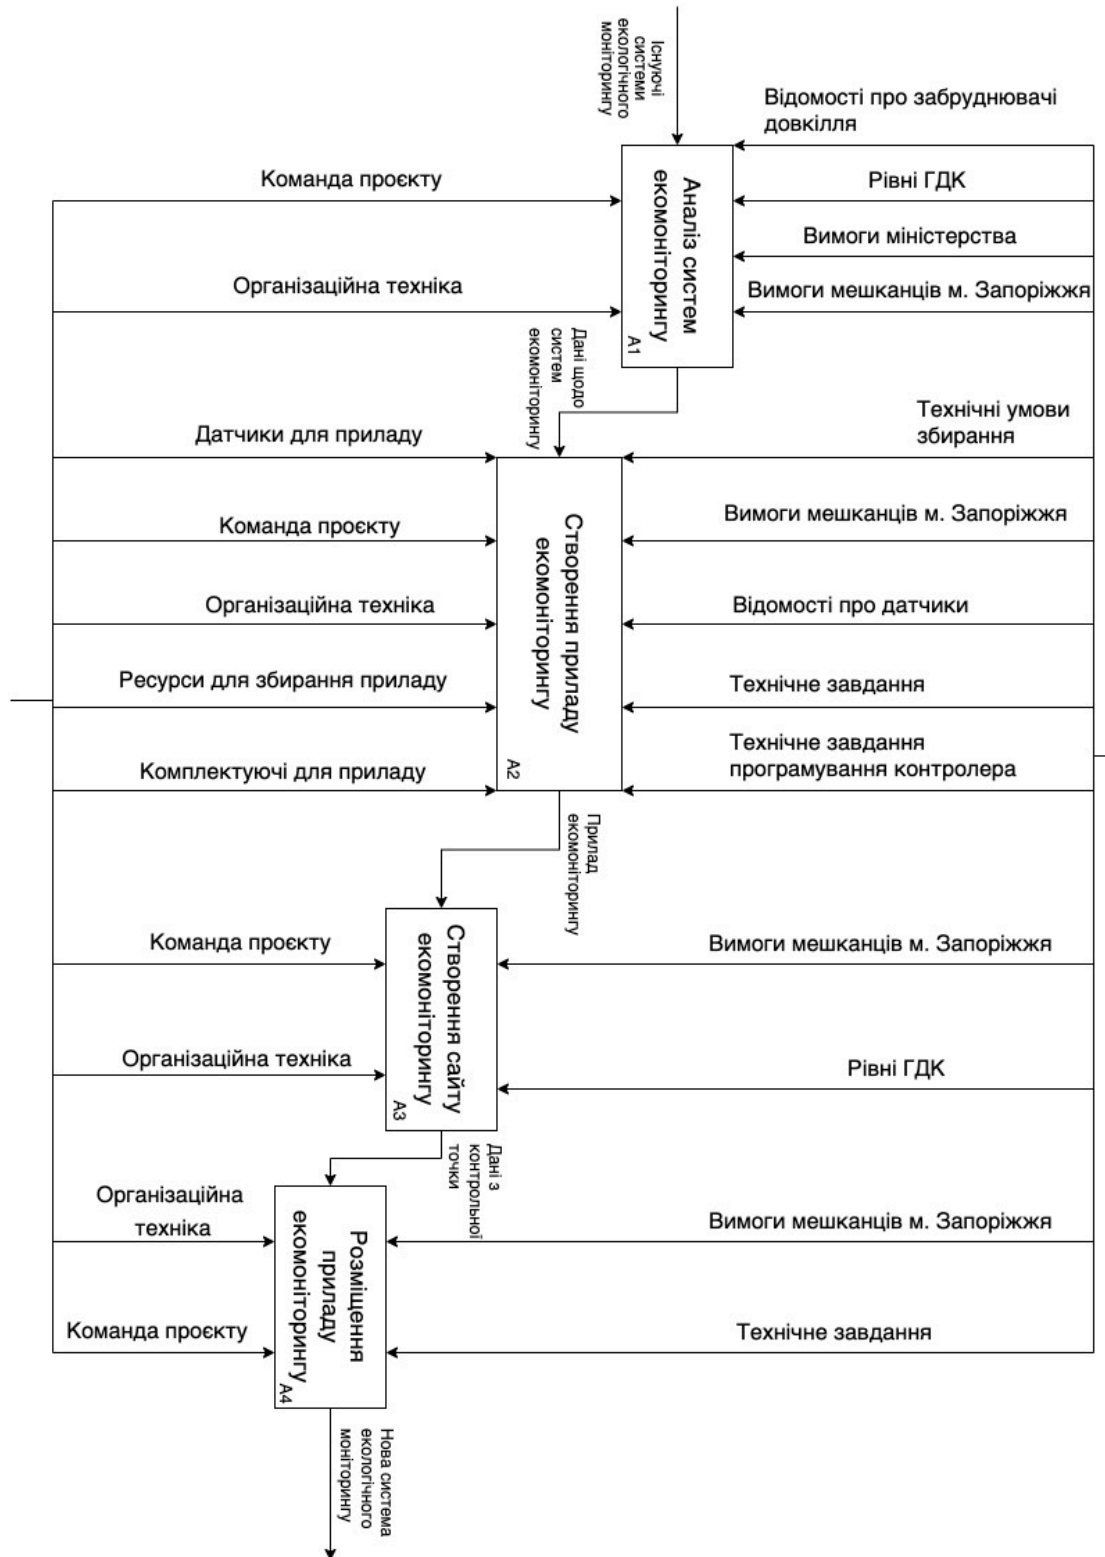 Існуючі
системи
екологічного
моніторингу
Відомості про забруднювачі
довкілля
Команда проєкту
Рівні ГДК
Вимоги міністерства
Організаційна техніка
Вимоги мешканців м. Запоріжжя
Аналіз систем
екомоніторингу
A1
Дані щодо
систем
екомоніторингу
Технічні умови
збирання
Датчики для приладу
Вимоги мешканців м. Запоріжжя
Команда проєкту
Організаційна техніка
Відомості про датчики
Ресурси для збирання приладу
Технічне завдання
Технічне завдання
програмування контролера
Комплектуючі для приладу
Створення приладу
екомоніторингу
A2
Прилад
екомоніторингу
Команда проєкту
Вимоги мешканців м. Запоріжжя
Організаційна техніка
Рівні ГДК
Створення сайту
екомоніторингу
A3
Дані з
контрольної
точки
Організаційна
техніка
Вимоги мешканців м. Запоріжжя
Команда проєкту
Технічне завдання
Розміщення
приладу
екомоніторингу
A4
Нова система
екологічного
моніторингу